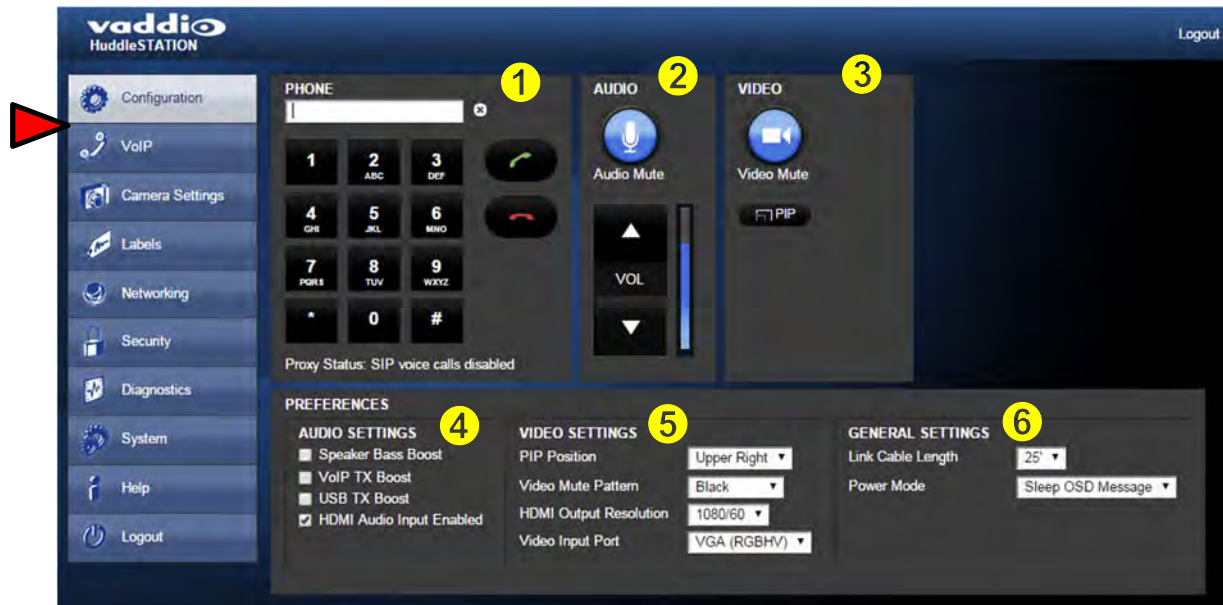 vaddio
HuddleSTATION
Logout
Configuration
VoIP
Camera Settings
Labels
Networking
Security
Diagnostics
System
Help
Logout
PHONE
1
1
2 ABC
3 DEF
4 GHI
5 JKL
6 MNO
7 PQRS
8 TUV
9 WXYZ
*
0
#
Proxy Status: SIP voice calls disabled
AUDIO
2
Audio Mute
VOL
VIDEO
3
Video Mute
PIP
PREFERENCES
AUDIO SETTINGS
4
Speaker Bass Boost
VoIP TX Boost
USB TX Boost
HDMI Audio Input Enabled
VIDEO SETTINGS
5
PIP Position Upper Right
Video Mute Pattern Black
HDMI Output Resolution 1080/60
Video Input Port VGA (RGBHV)
GENERAL SETTINGS
6
Link Cable Length 25'
Power Mode Sleep OSD Message